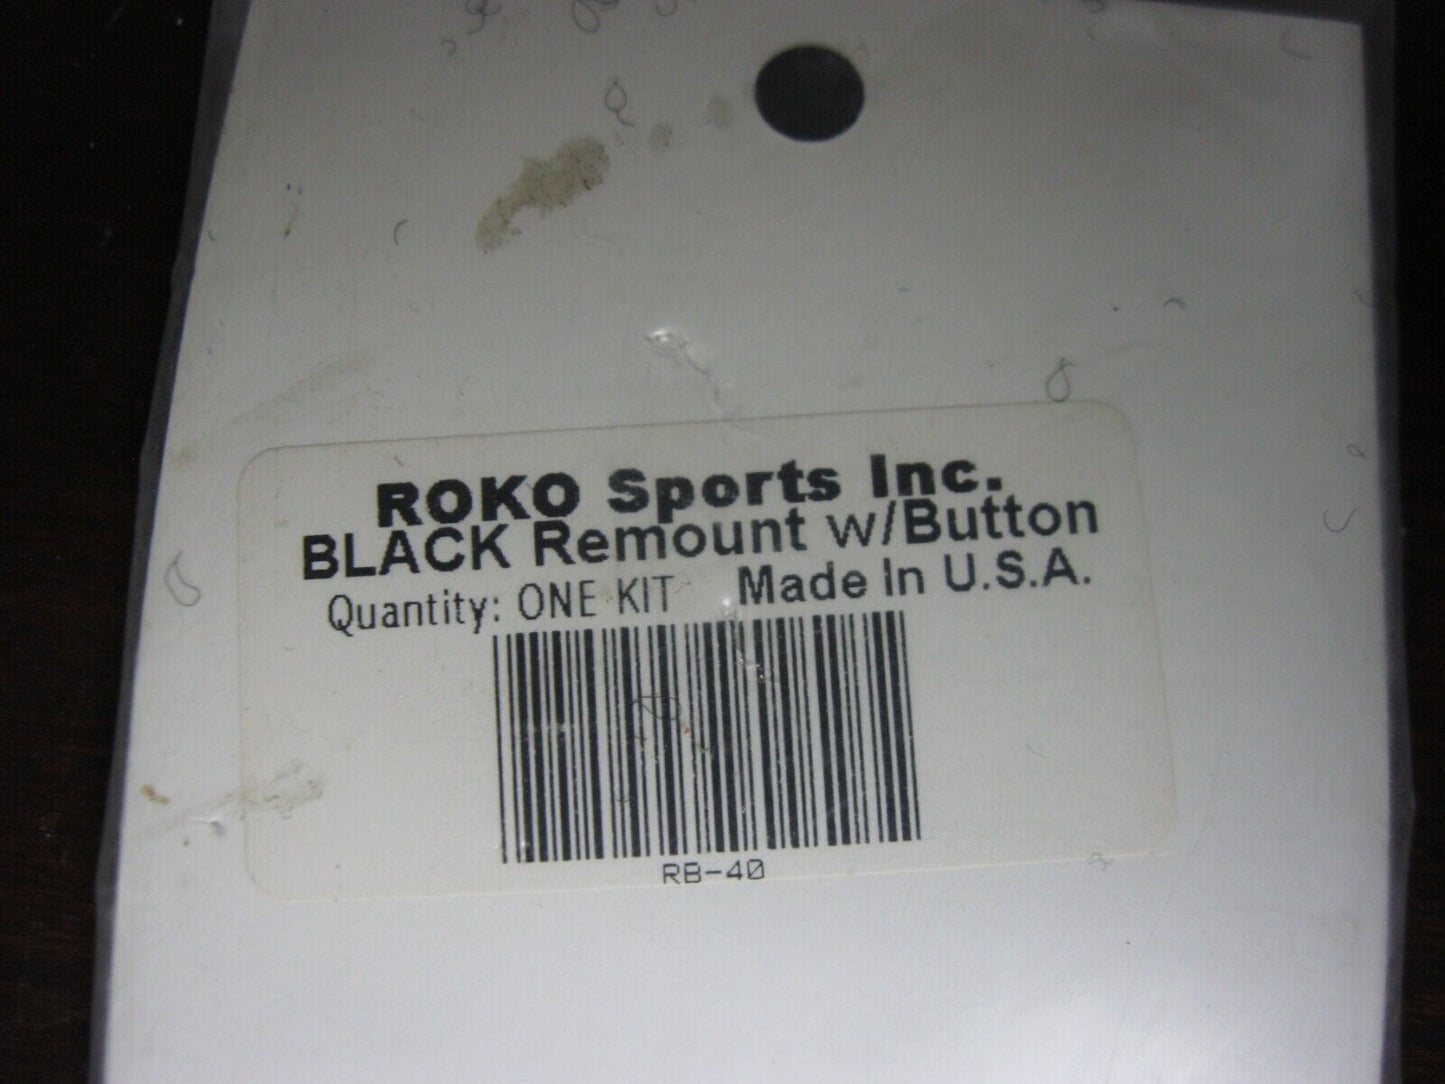 ROKO Sports Inc.
BLACK Remount w/Button
Quantity: ONE KIT Made In U.S.A.
RB-40